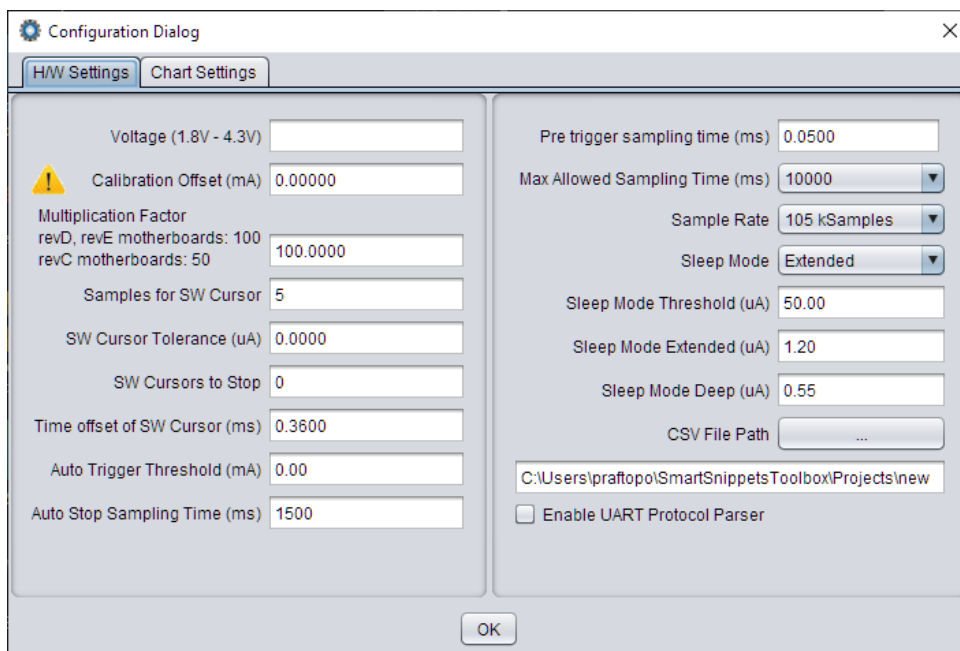 Configuration Dialog
H/W Settings
Chart Settings
Voltage (1.8V - 4.3V)
Calibration Offset (mA) 0.00000
Multiplication Factor
revD, revE motherboards: 100
revC motherboards: 50
100.0000
Samples for SW Cursor 5
SW Cursor Tolerance (uA) 0.0000
SW Cursors to Stop 0
Time offset of SW Cursor (ms) 0.3600
Auto Trigger Threshold (mA) 0.00
Auto Stop Sampling Time (ms) 1500
Pre trigger sampling time (ms) 0.0500
Max Allowed Sampling Time (ms) 10000
Sample Rate 105 kSamples
Sleep Mode Extended
Sleep Mode Threshold (uA) 50.00
Sleep Mode Extended (uA) 1.20
Sleep Mode Deep (uA) 0.55
CSV File Path ...
C:\Users\praftopo\SmartSnippetsToolbox\Projects\new
Enable UART Protocol Parser
OK